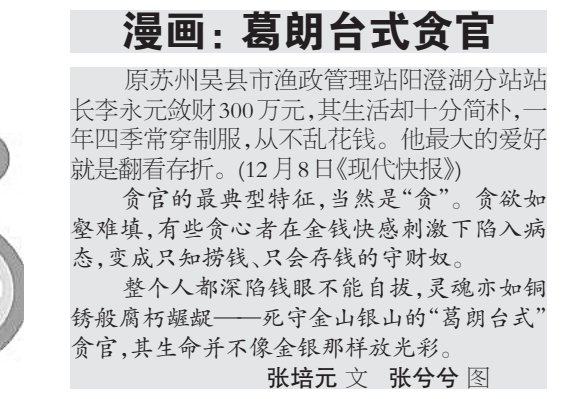 漫画：葛朗台式贪官
原苏州吴县市渔政管理站阳澄湖分站站
长李永元敛财300万元，其生活却十分简朴，一
年四季常穿制服，从不乱花钱。他最大的爱好
就是翻看存折。(12月8日《现代快报》)
贪官的最典型特征，当然是“贪”。贪欲如
壑难填，有些贪心者在金钱快感刺激下陷入病
态，变成只知捞钱、只会存钱的守财奴。
整个人都深陷钱眼不能自拔，灵魂亦如铜
锈般腐朽龌龊——死守金山银山的“葛朗台式”
贪官，其生命并不像金银那样放光彩。
张培元 文 张兮兮 图